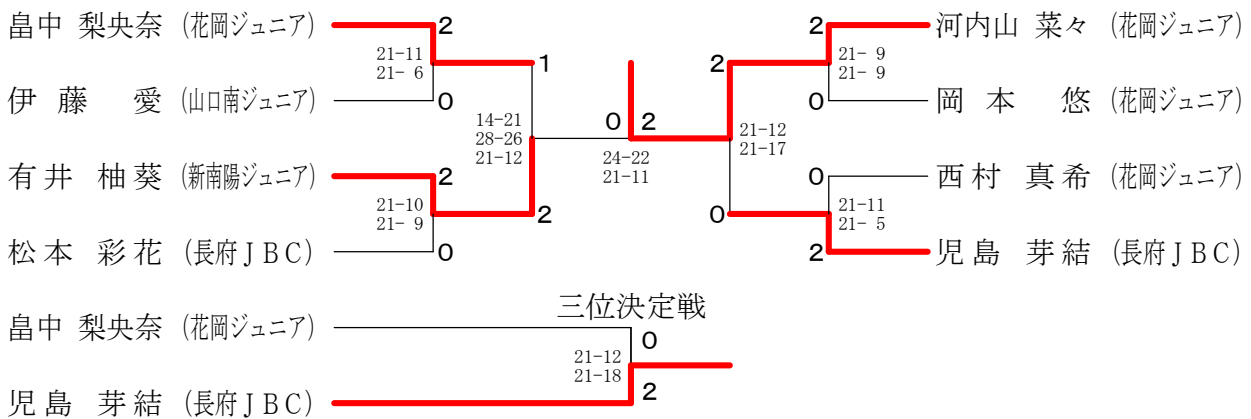 畠中 梨央奈 (花岡ジュニア) 2 2 河内山 菜々 (花岡ジュニア)
21-11 1 2 21- 9
21- 6 21- 9
伊藤 愛 (山口南ジュニア) 0 0 岡本 悠 (花岡ジュニア)
14-21 0 2 21-12
28-26 21-17
21-12 24-22
21-11
有井 柚葵 (新南陽ジュニア) 2 0 西村 真希 (花岡ジュニア)
21-10 2 0 21-11
21- 9 21- 5
松本 彩花 (長府JBC) 0 2 児島 芽結 (長府JBC)
三位決定戦
畠中 梨央奈 (花岡ジュニア) 0
21-12
21-18
児島 芽結 (長府JBC) 2